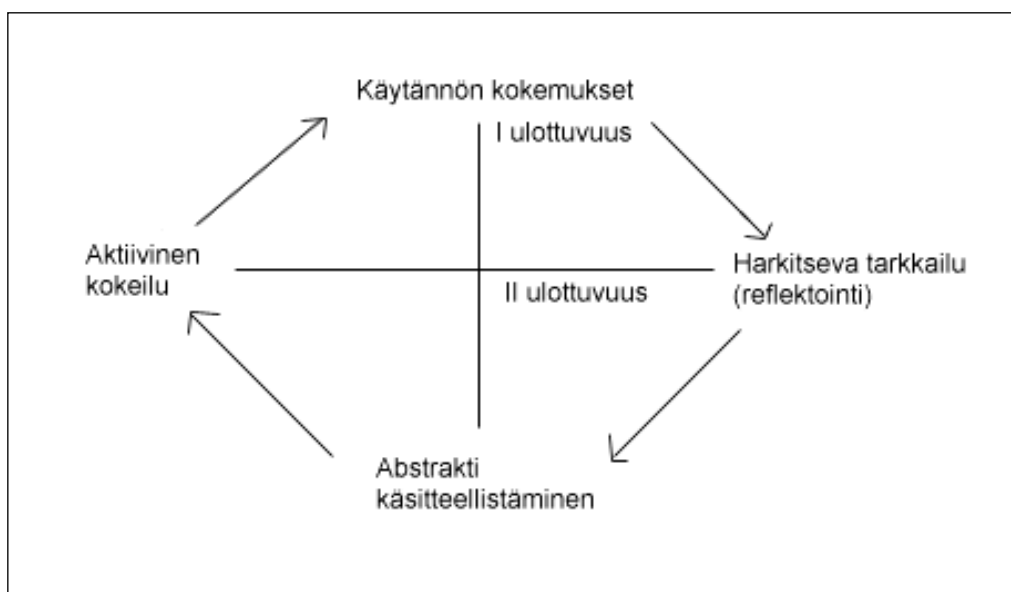 Käytännön kokemukset
I ulottuvuus
Aktiivinen
kokeilu
Harkitseva tarkkailu
(reflektointi)
II ulottuvuus
Abstrakti
käsitteellistäminen